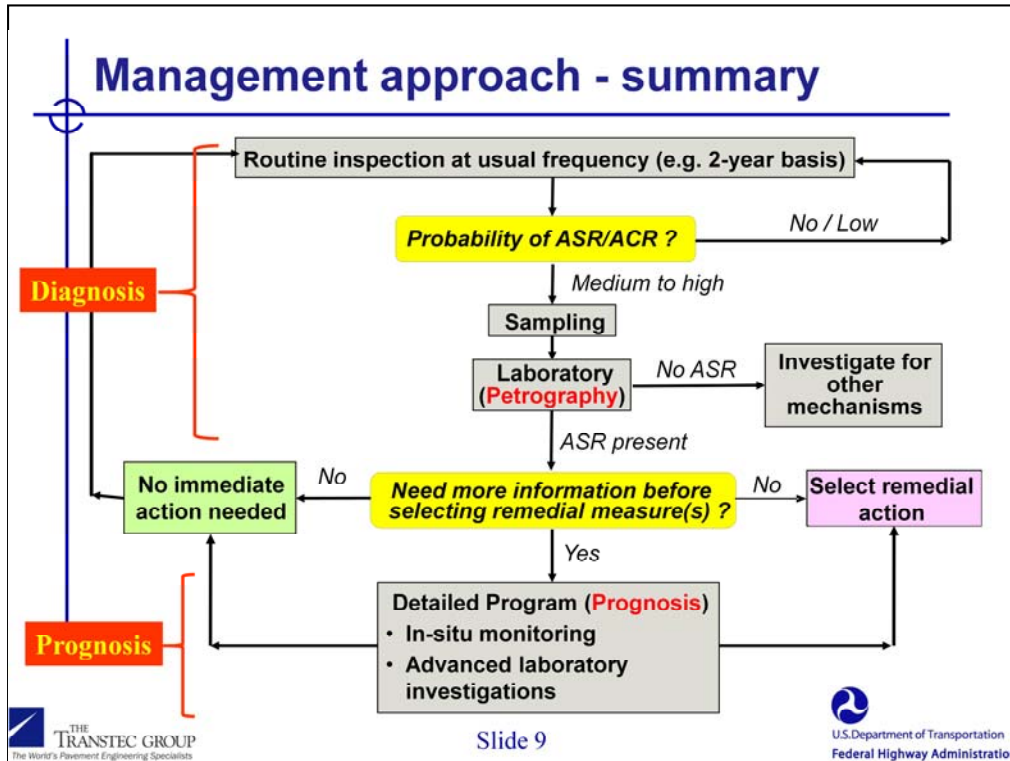 Management approach - summary
Routine inspection at usual frequency (e.g. 2-year basis)
Probability of ASR/ACR ?
No / Low
Medium to high
Diagnosis
Sampling
Laboratory
(Petrography)
No ASR
Investigate for
other
mechanisms
ASR present
No immediate
action needed
No
Need more information before
selecting remedial measure(s) ?
No
Select remedial
action
Yes
Detailed Program (Prognosis)
• In-situ monitoring
• Advanced laboratory
investigations
Prognosis
THE
TRANSTEC GROUP
The World's Pavement Engineering Specialists
Slide 9
U.S.Department of Transportation
Federal Highway Administratio